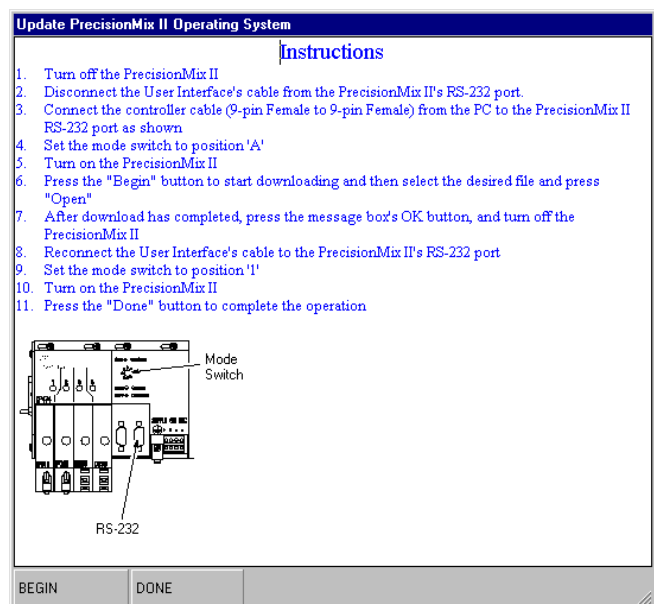 Update PrecisionMix II Operating System
Instructions
1. Turn off the PrecisionMix II
2. Disconnect the User Interface's cable from the PrecisionMix II's RS-232 port.
3. Connect the controller cable (9-pin Female to 9-pin Female) from the PC to the PrecisionMix II
RS-232 port as shown
4. Set the mode switch to position 'A'
5. Turn on the PrecisionMix II
6. Press the "Begin" button to start downloading and then select the desired file and press
"Open"
7. After download has completed, press the message box's OK button, and turn off the
PrecisionMix II
8. Reconnect the User Interface's cable to the PrecisionMix II's RS-232 port
9. Set the mode switch to position '1'
10. Turn on the PrecisionMix II
11. Press the "Done" button to complete the operation
Mode
Switch
RS-232
BEGIN DONE